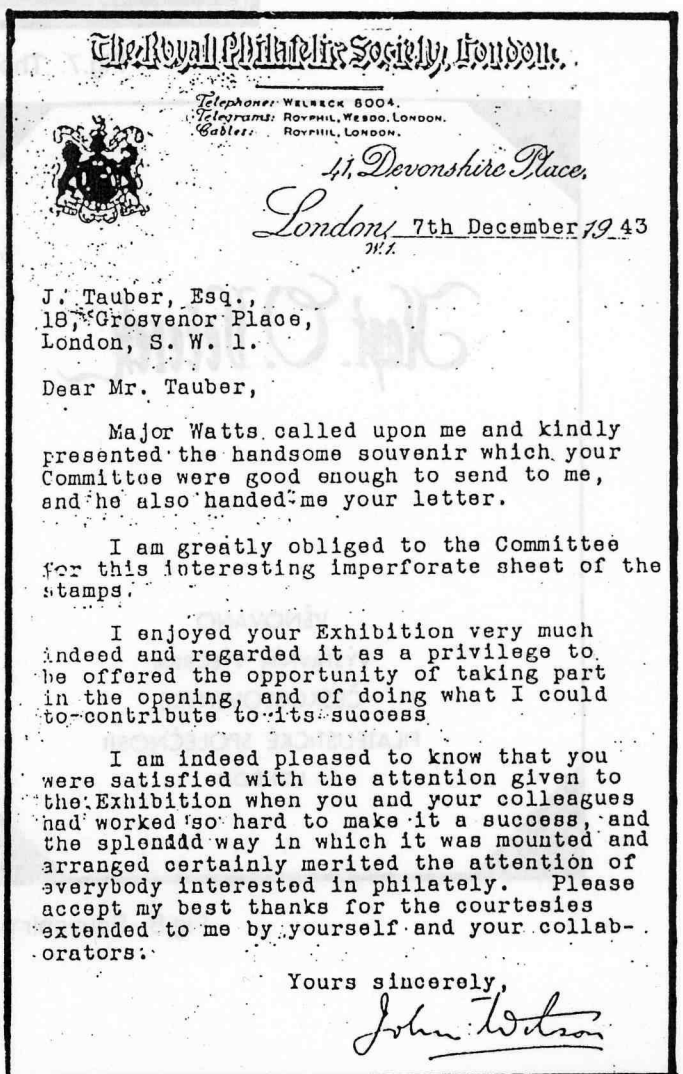 The Royal Philatelic Society, London.
Telephone: WELBECK 6004.
Telegrams: ROYPHIL, WESDO. LONDON.
Cables: ROYPHIL, LONDON.
41, Devonshire Place,
London, 7th December, 1943
W.1.
J. Tauber, Esq.,
18, Grosvenor Place,
London, S. W. 1.
Dear Mr. Tauber,
Major Watts called upon me and kindly
presented the handsome souvenir which your
Committee were good enough to send to me,
and he also handed me your letter.
I am greatly obliged to the Committee
for this interesting imperforate sheet of the
stamps.
I enjoyed your Exhibition very much
indeed and regarded it as a privilege to
be offered the opportunity of taking part
in the opening, and of doing what I could
to contribute to its success
I am indeed pleased to know that you
were satisfied with the attention given to
the Exhibition when you and your colleagues
had worked so hard to make it a success, and
the splendid way in which it was mounted and
arranged certainly merited the attention of
everybody interested in philately. Please
accept my best thanks for the courtesies
extended to me by yourself and your collab-
orators.
Yours sincerely,
John Wilson